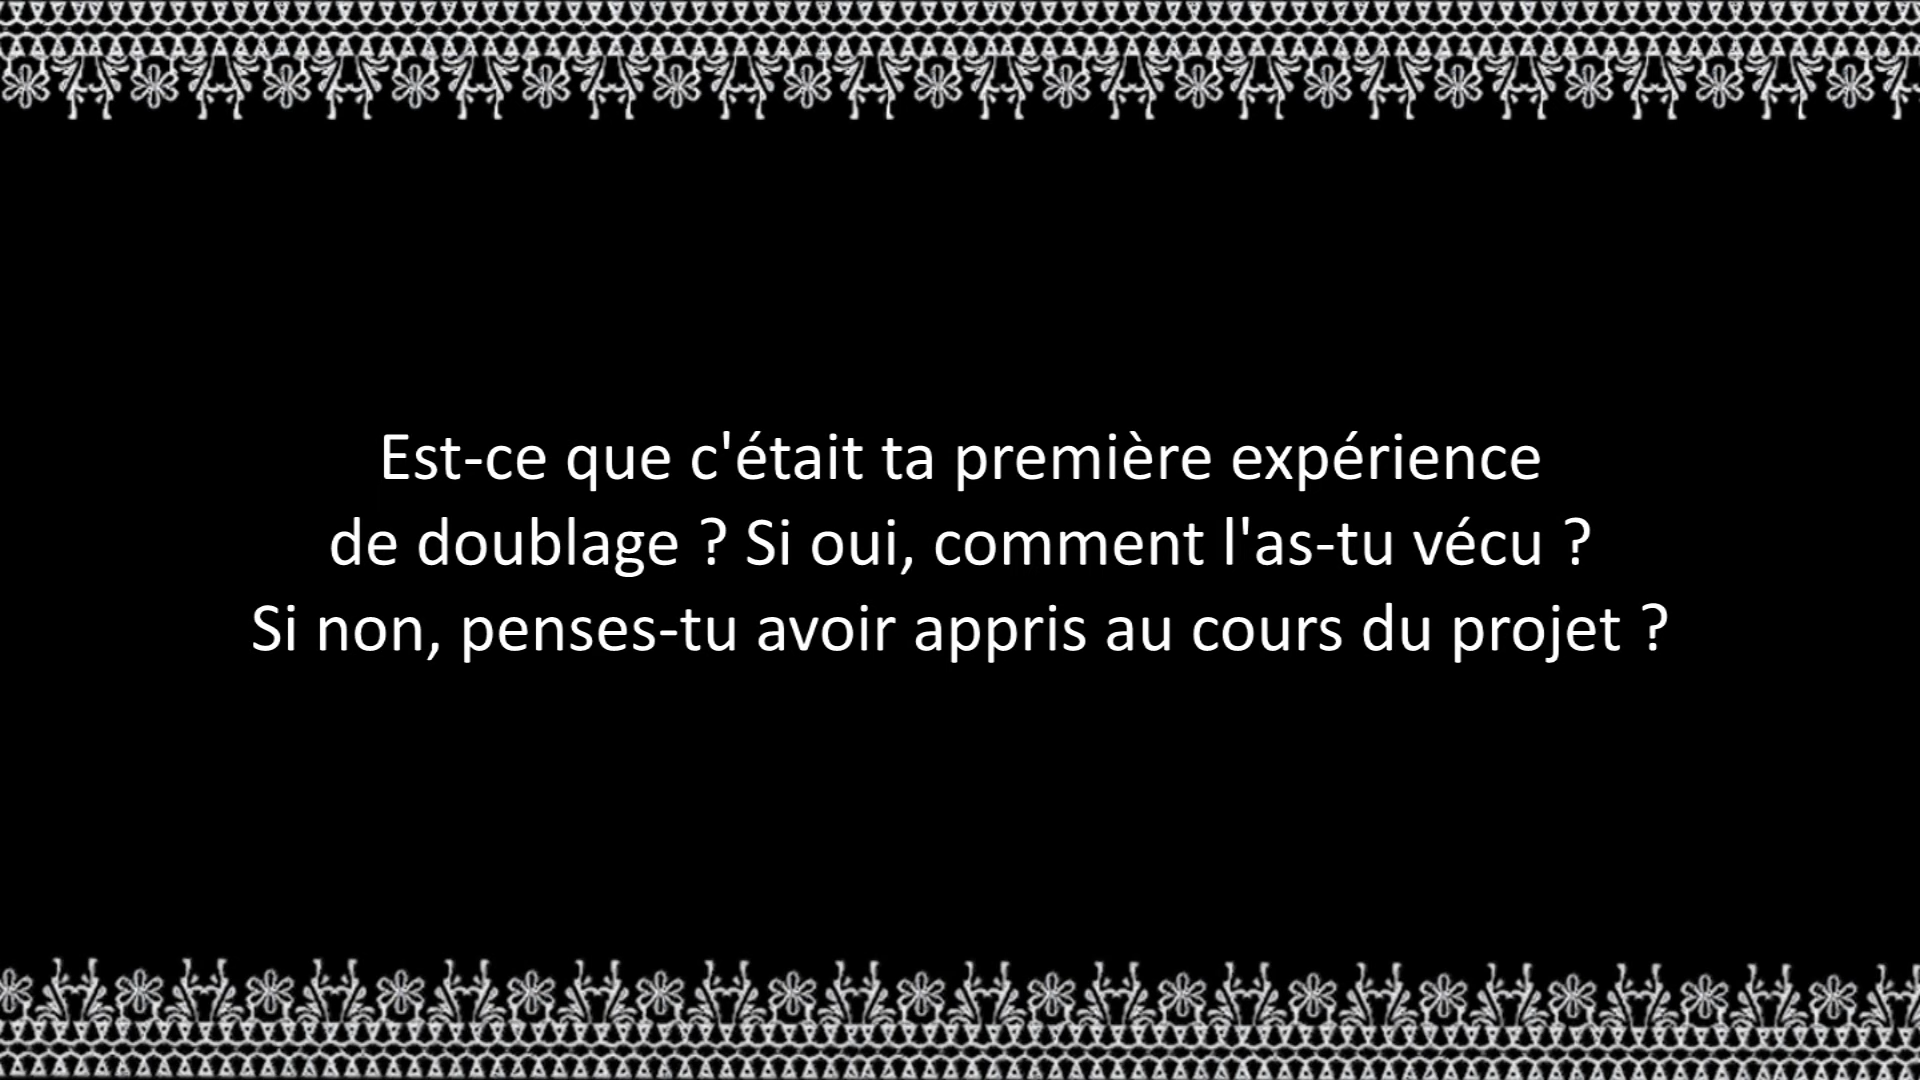 Est-ce que c'était ta première expérience
de doublage ? Si oui, comment l'as-tu vécu ?
Si non, penses-tu avoir appris au cours du projet ?